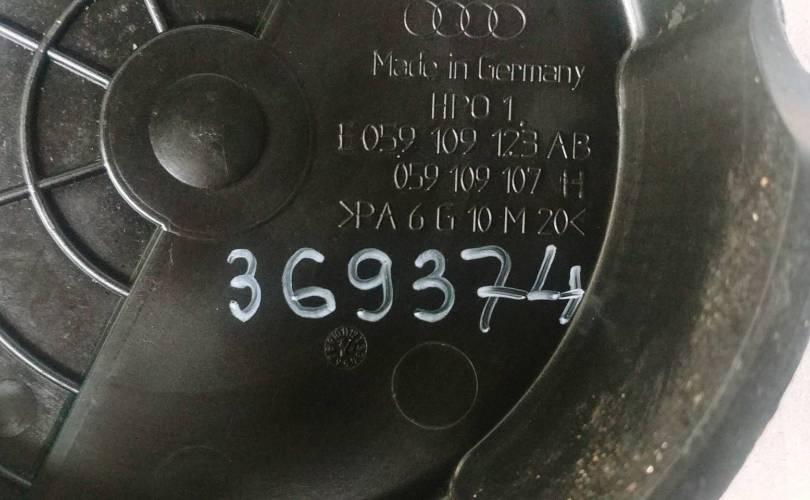 Made in Germany
HPO 1.
E 059 109 123 AB
059 109 107 H
>PA 6 G 10 M 20<
369374